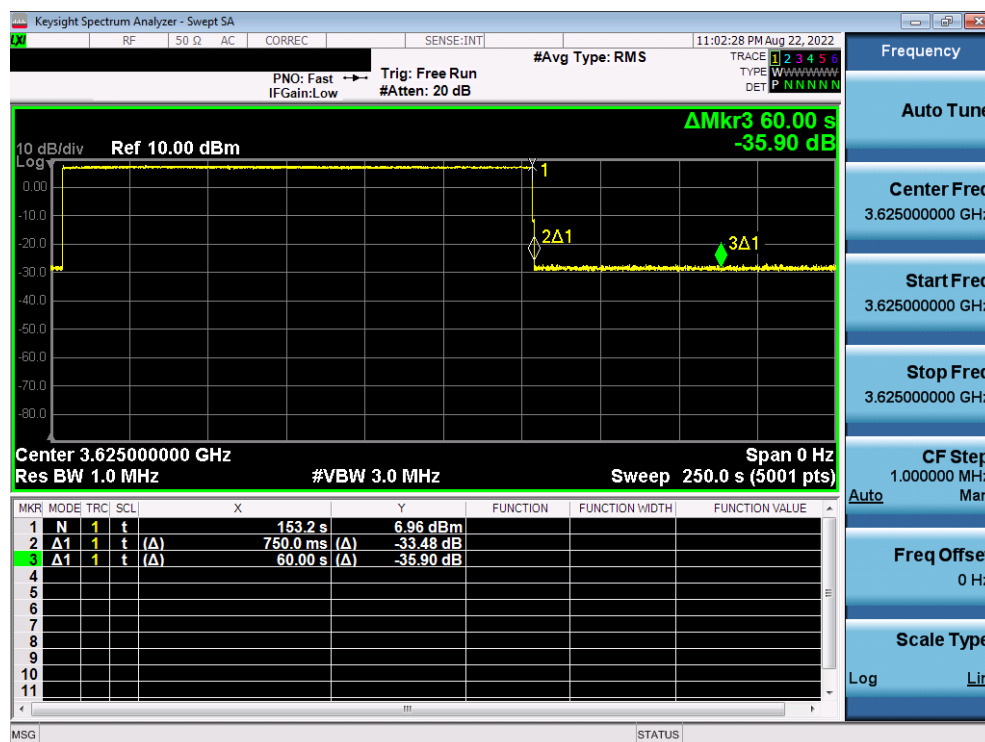 Keysight Spectrum Analyzer - Swept SA
LXI RF 50 Ω AC CORREC SENSE:INT 11:02:28 PM Aug 22, 2022
#Avg Type: RMS TRACE 1 2 3 4 5 6
PNO: Fast Trig: Free Run TYPE WWWWWW
IFGain:Low #Atten: 20 dB DET P N N N N N
ΔMkr3 60.00 s
-35.90 dB
10 dB/div Ref 10.00 dBm
Log
0.00
-10.0
-20.0
-30.0
-40.0
-50.0
-60.0
-70.0
-80.0
1
2Δ1
3Δ1
Center 3.625000000 GHz Span 0 Hz
Res BW 1.0 MHz #VBW 3.0 MHz Sweep 250.0 s (5001 pts)
MKR MODE TRC SCL X Y FUNCTION FUNCTION WIDTH FUNCTION VALUE
1 N 1 t 153.2 s 6.96 dBm
2 Δ1 1 t (Δ) 750.0 ms (Δ) -33.48 dB
3 Δ1 1 t (Δ) 60.00 s (Δ) -35.90 dB
4
5
6
7
8
9
10
11
MSG STATUS
Frequency
Auto Tune
Center Freq
3.625000000 GHz
Start Freq
3.625000000 GHz
Stop Freq
3.625000000 GHz
CF Step
1.000000 MHz
Auto Man
Freq Offset
0 Hz
Scale Type
Log Lin